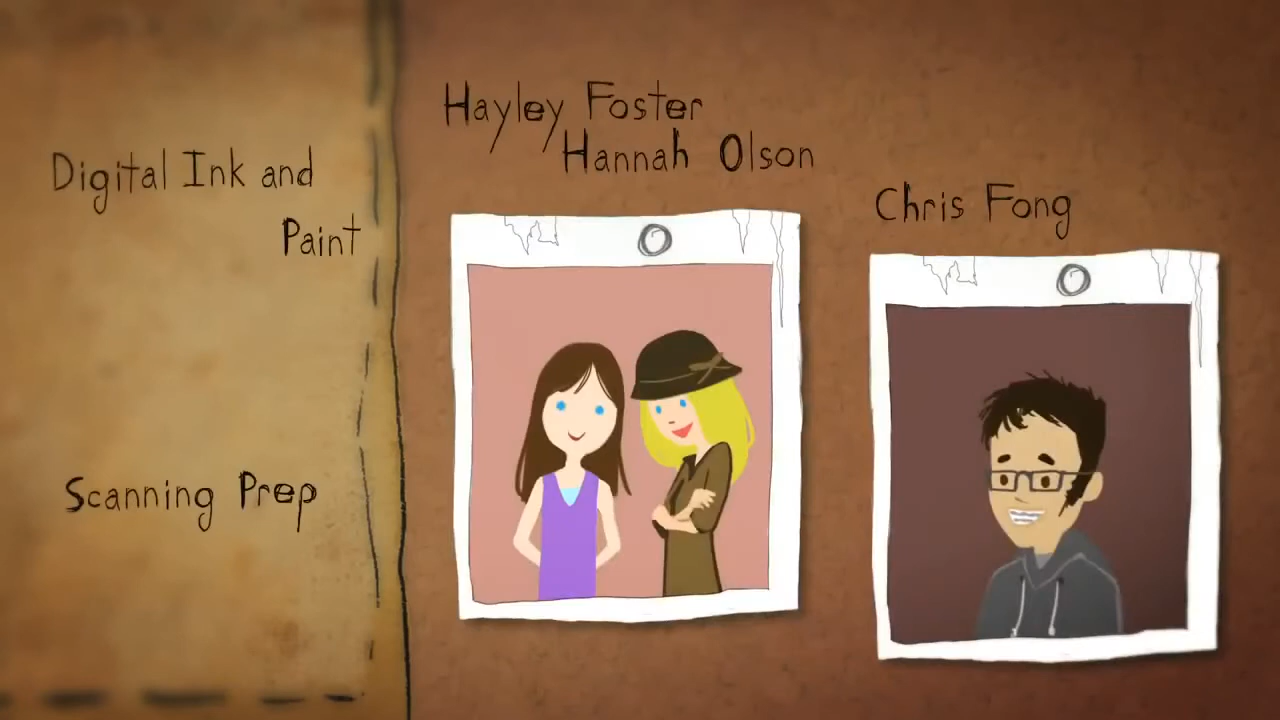 Digital Ink and
Paint
Scanning Prep
Hayley Foster
Hannah Olson
Chris Fong